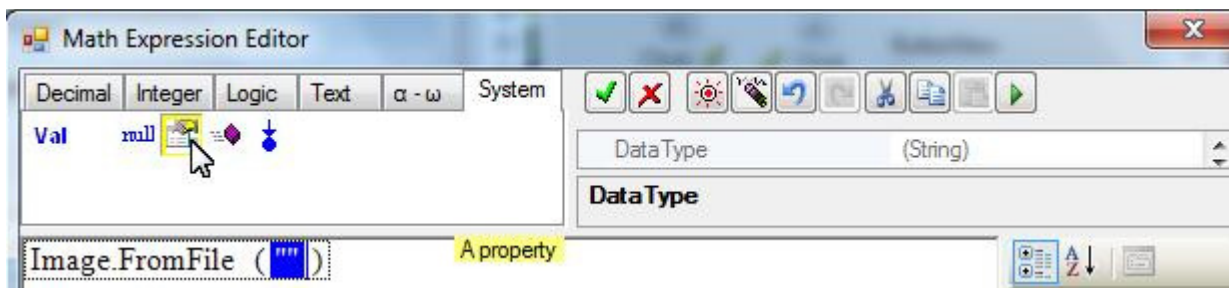 Math Expression Editor
Decimal Integer Logic Text α - ω System
Val null
DataType (String)
DataType
Image.FromFile ("")
A property
A Z